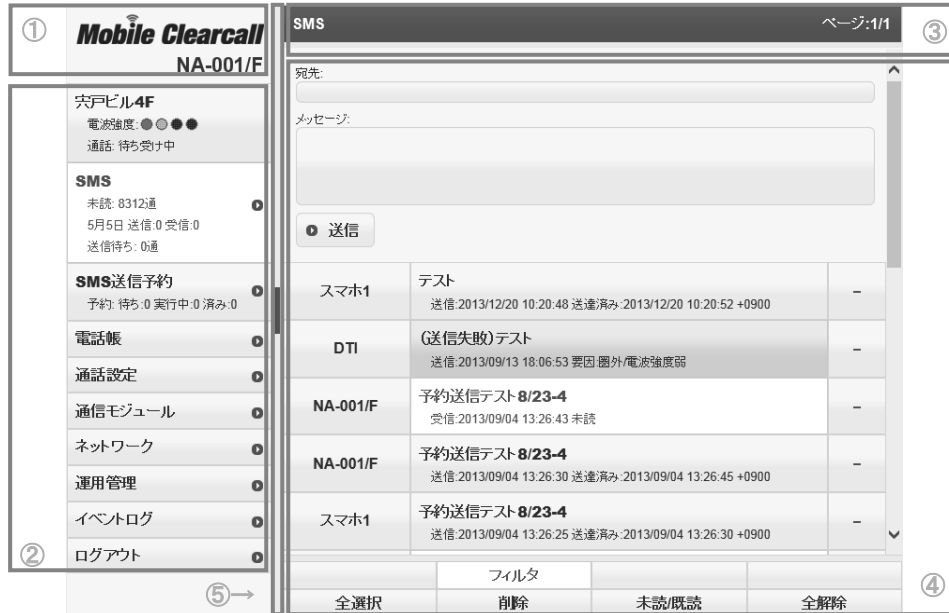 ①
Mobile Clearcall
NA-001/F
②
宍戸ビル4F
電波強度:
通話: 待ち受け中
SMS
未読: 8312通
5月5日 送信:0 受信:0
送信待ち: 0通
SMS送信予約
予約: 待ち:0 実行中:0 済み:0
電話帳
通話設定
通信モジュール
ネットワーク
運用管理
イベントログ
ログアウト
⑤→
SMS
ページ:1/1
③
宛先:
メッセージ:
送信
スマホ1
テスト
送信:2013/12/20 10:20:48 送達済み:2013/12/20 10:20:52 +0900
–
DTI
(送信失敗)テスト
送信:2013/09/13 18:06:53 要因:圏外/電波強度弱
–
NA-001/F
予約送信テスト8/23-4
受信:2013/09/04 13:26:43 未読
–
NA-001/F
予約送信テスト8/23-4
送信:2013/09/04 13:26:30 送達済み:2013/09/04 13:26:45 +0900
–
スマホ1
予約送信テスト8/23-4
送信:2013/09/04 13:26:25 送達済み:2013/09/04 13:26:30 +0900
–
フィルタ
全選択
削除
未読/既読
全解除
④